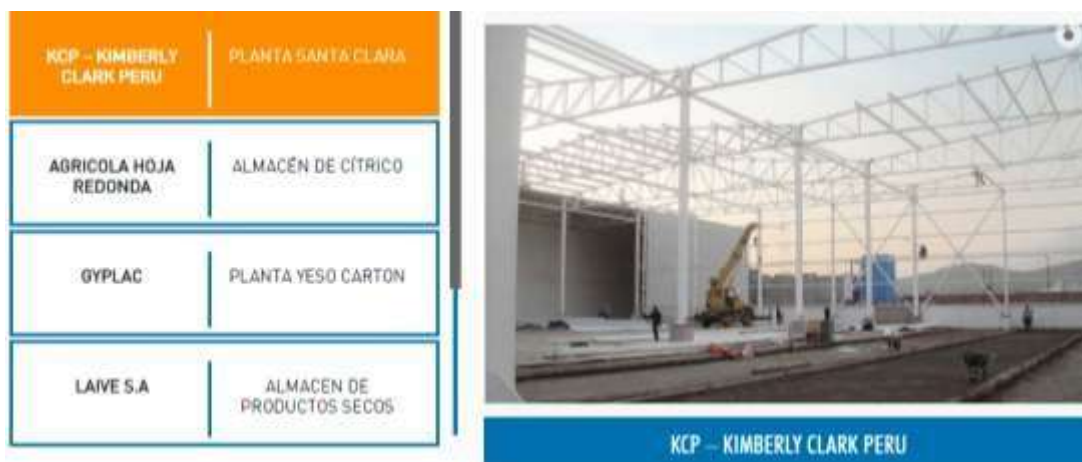 KCP – KIMBERLY
CLARK PERU
PLANTA SANTA CLARA
AGRICOLA HOJA
REDONDA
ALMACÉN DE CÍTRICO
GYPLAC
PLANTA YESO CARTON
LAIVE S.A
ALMACEN DE
PRODUCTOS SECOS
KCP – KIMBERLY CLARK PERU